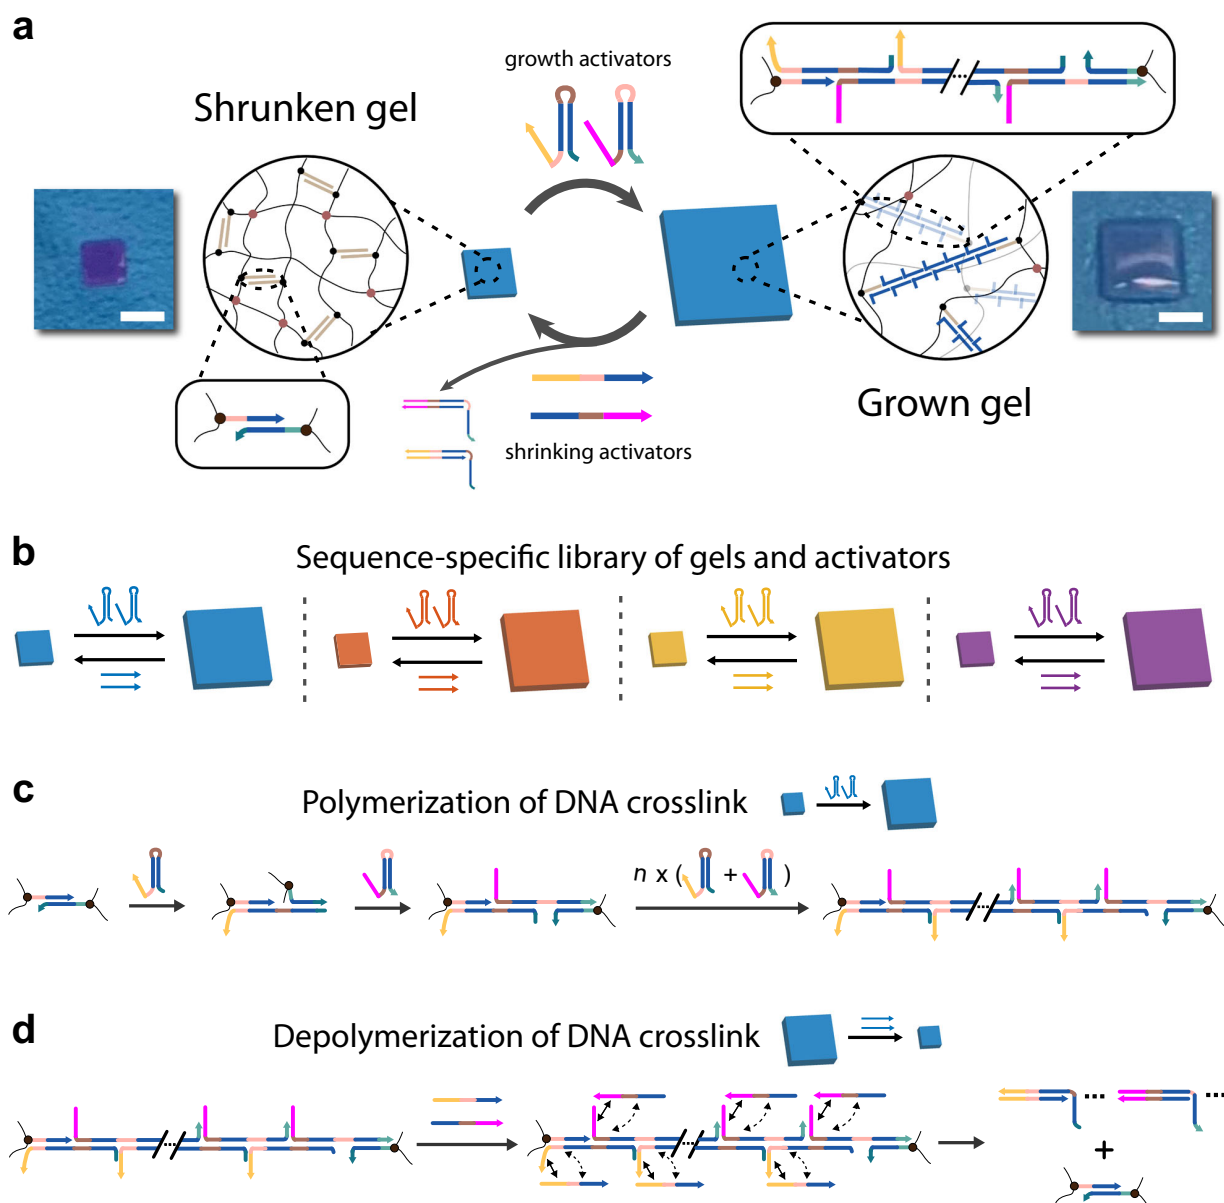 a
growth activators
Shrunken gel
Grown gel
shrinking activators
b
Sequence-specific library of gels and activators
c
Polymerization of DNA crosslink
n x ( + )
d
Depolymerization of DNA crosslink
+